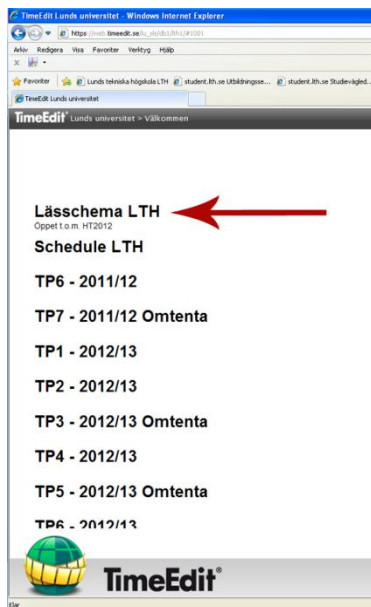 TimeEdit Lunds universitet - Windows Internet Explorer
https://web.timeedit.se/lu_sb/db1/lth1/#1001
Arkiv Redigera Visa Favoriter Verktyg Hjälp
x
Favoriter Lunds tekniska högskola LTH student.lth.se Utbildningsse... student.lth.se Studievägled...
TimeEdit Lunds universitet
TimeEdit Lunds universitet > Välkommen
Lässchema LTH
Öppet t.o.m. HT2012
Schedule LTH
TP6 - 2011/12
TP7 - 2011/12 Omtenta
TP1 - 2012/13
TP2 - 2012/13
TP3 - 2012/13 Omtenta
TP4 - 2012/13
TP5 - 2012/13 Omtenta
TP6 - 2012/13
TimeEdit®
Klar